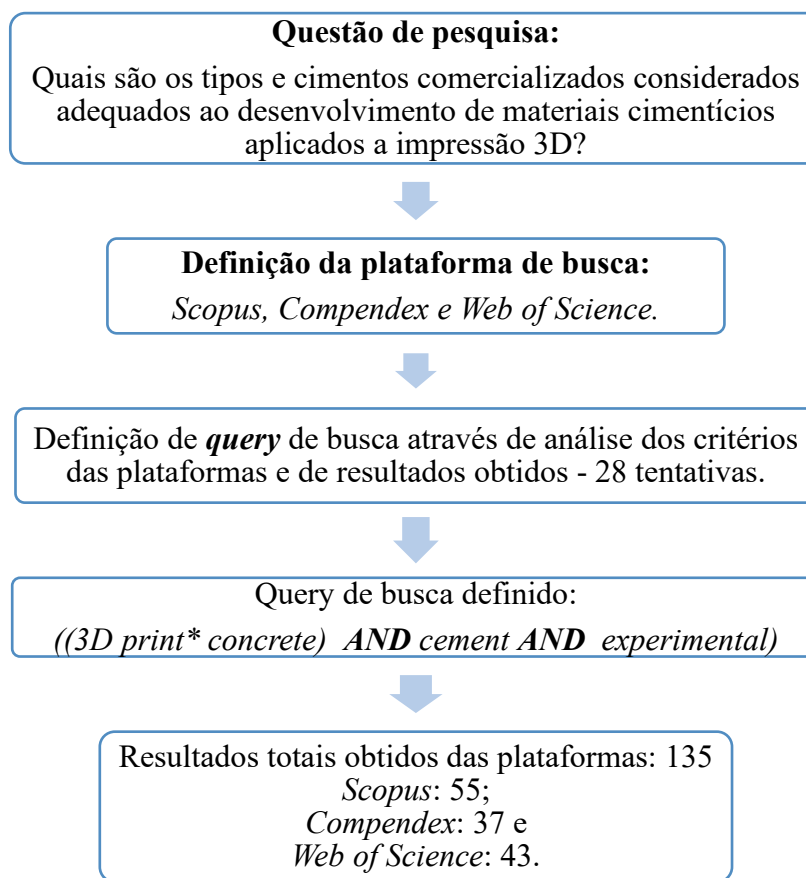 Questão de pesquisa:
Quais são os tipos e cimentos comercializados considerados
adequados ao desenvolvimento de materiais cimentícios
aplicados a impressão 3D?
Definição da plataforma de busca:
Scopus, Compendex e Web of Science.
Definição de query de busca através de análise dos critérios
das plataformas e de resultados obtidos - 28 tentativas.
Query de busca definido:
((3D print* concrete) AND cement AND experimental)
Resultados totais obtidos das plataformas: 135
Scopus: 55;
Compendex: 37 e
Web of Science: 43.